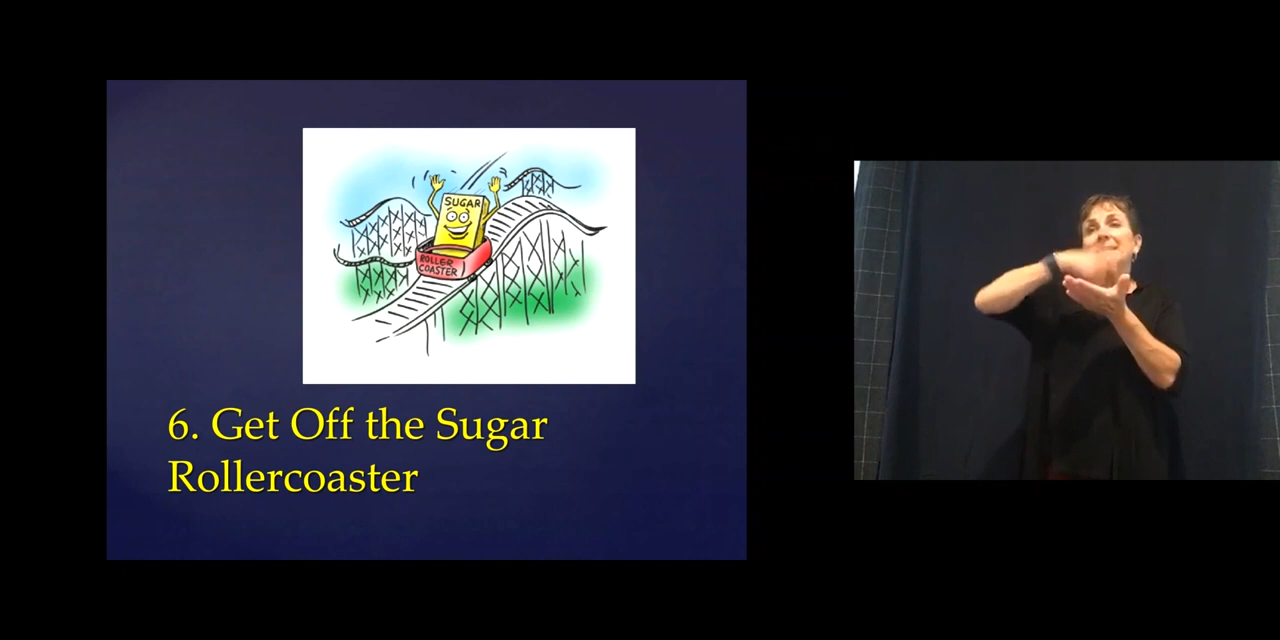 SUGAR
ROLLER
COASTER
6. Get Off the Sugar
Rollercoaster